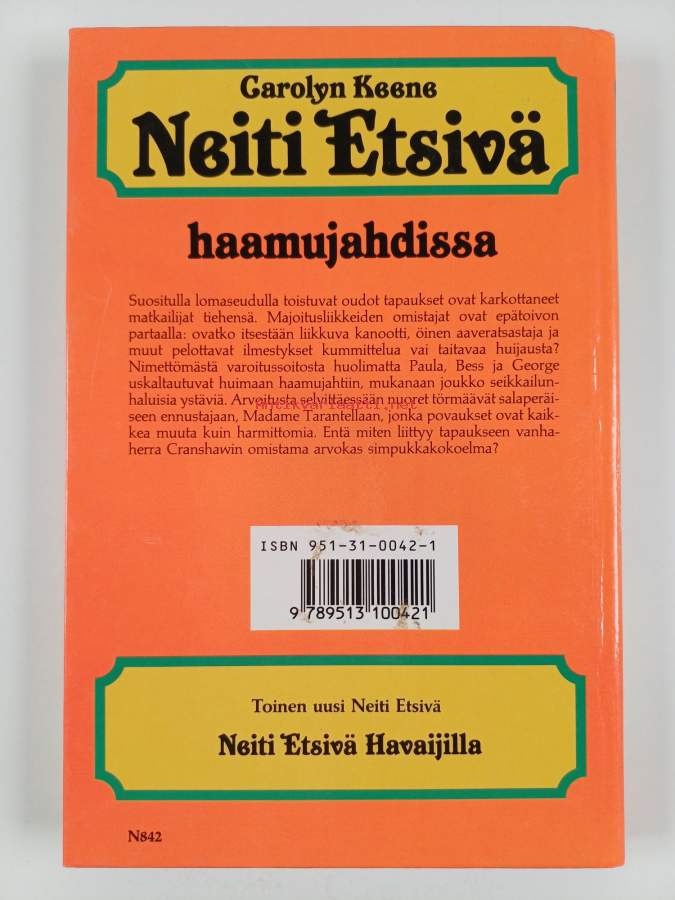 Carolyn Keene
Neiti Etsivä
haamujahdissa
Suositulla lomaseudulla toistuvat oudot tapaukset ovat karkottaneet
matkailijat tiehensä. Majoitusliikkeiden omistajat ovat epätoivon
partaalla: ovatko itsestään liikkuva kanootti, öinen aaveratsastaja ja
muut pelottavat ilmestykset kummittelua vai taitavaa huijausta?
Nimettömästä varoitussoitosta huolimatta Paula, Bess ja George
uskaltautuvat huimaan haamujahtiin, mukanaan joukko seikkailun-
haluisia ystäviä. Arvoitusta selvittäessään nuoret törmäävät salaperäi-
antikvariaatti.net
seen ennustajaan, Madame Tarantellaan, jonka povaukset ovat kaik-
kea muuta kuin harmittomia. Entä miten liittyy tapaukseen vanha-
herra Cranshawin omistama arvokas simpukkakokoelma?
ISBN 951-31-0042-1
9 789513 100421
Toinen uusi Neiti Etsivä
Neiti Etsivä Havaijilla
N842